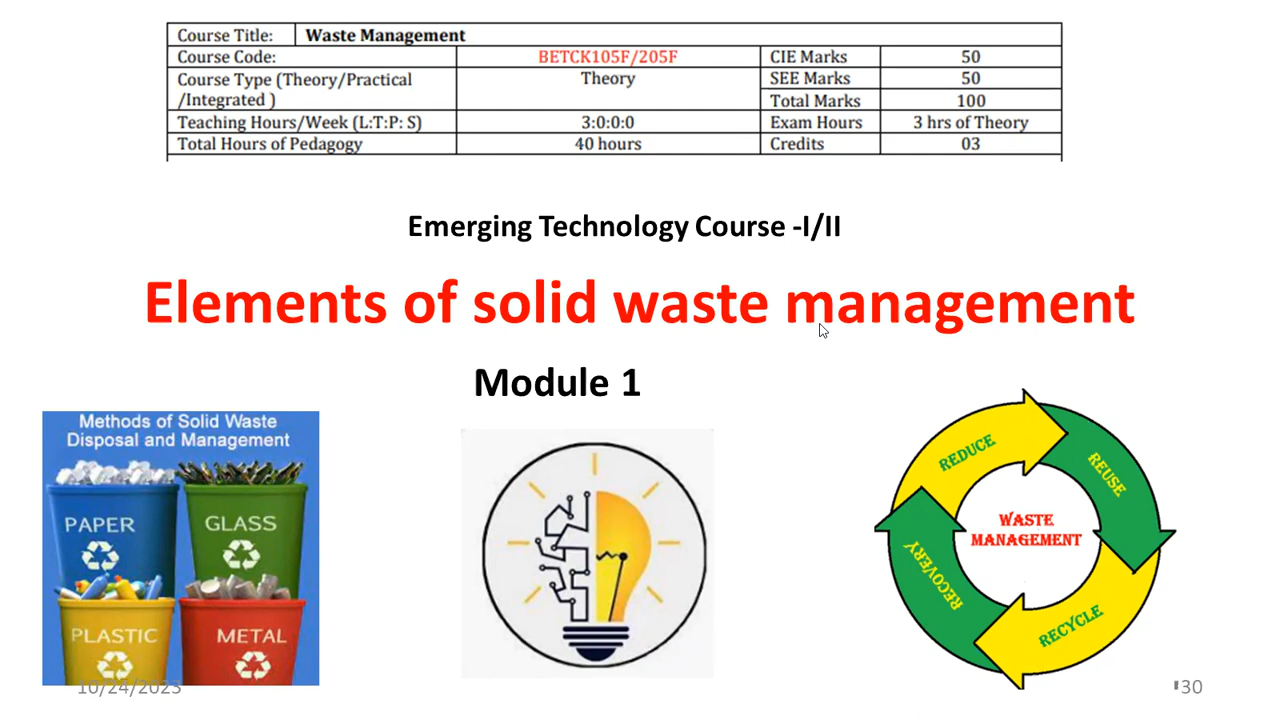 Course Title: Waste Management
Course Code: BETCK105F/205F CIE Marks 50
Course Type (Theory/Practical /Integrated ) Theory SEE Marks 50
Total Marks 100
Teaching Hours/Week (L:T:P: S) 3:0:0:0 Exam Hours 3 hrs of Theory
Total Hours of Pedagogy 40 hours Credits 03
Emerging Technology Course -I/II
Elements of solid waste management
Module 1
Methods of Solid Waste
Disposal and Management
PAPER GLASS
PLASTIC METAL
REDUCE
REUSE
WASTE
MANAGEMENT
RECOVERY
RECYCLE
10/24/2023
30